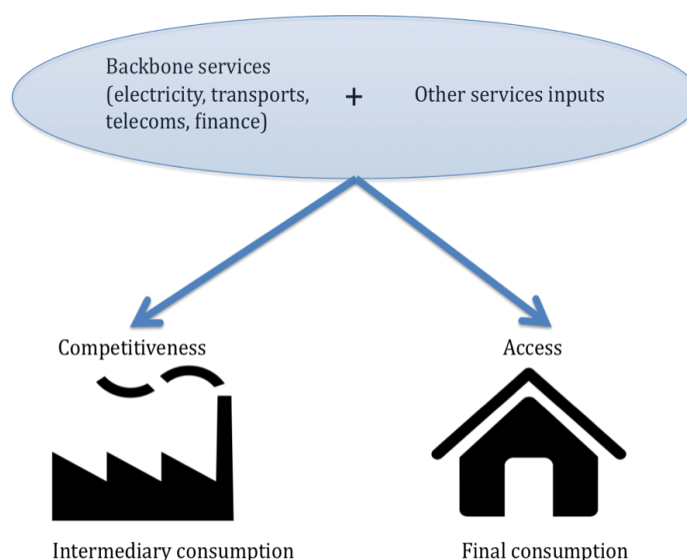 Backbone services
(electricity, transports,
telecoms, finance)
+
Other services inputs
Competitiveness
Access
Intermediary consumption
Final consumption